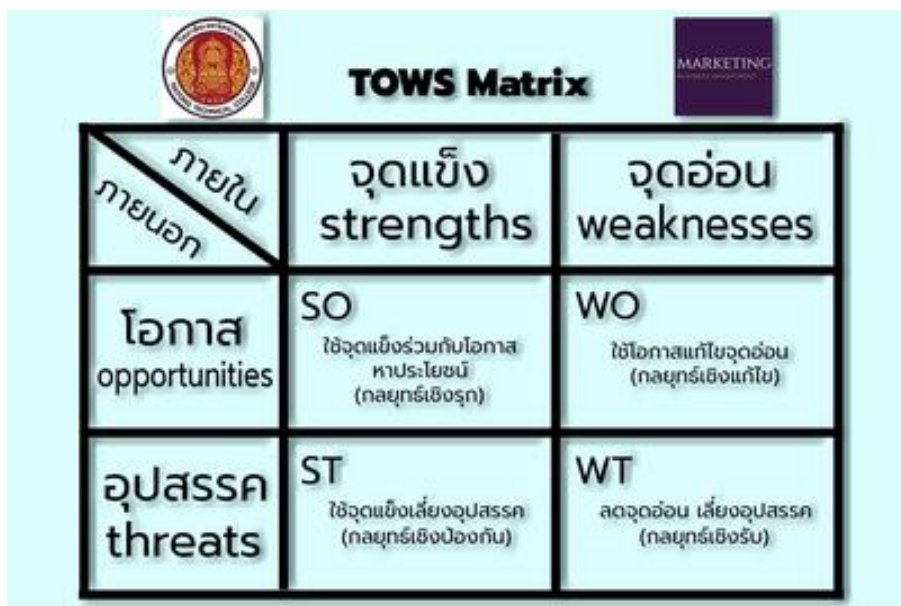 TOWS Matrix
MARKETING
ภายใน
ภายนอก
จุดแข็ง
strengths
จุดอ่อน
weaknesses
โอกาส
opportunities
SO
ใช้จุดแข็งร่วมกับโอกาส
หาประโยชน์
(กลยุทธ์เชิงรุก)
WO
ใช้โอกาสแก้ไขจุดอ่อน
(กลยุทธ์เชิงแก้ไข)
อุปสรรค
threats
ST
ใช้จุดแข็งเลี่ยงอุปสรรค
(กลยุทธ์เชิงป้องกัน)
WT
ลดจุดอ่อน เลี่ยงอุปสรรค
(กลยุทธ์เชิงรับ)